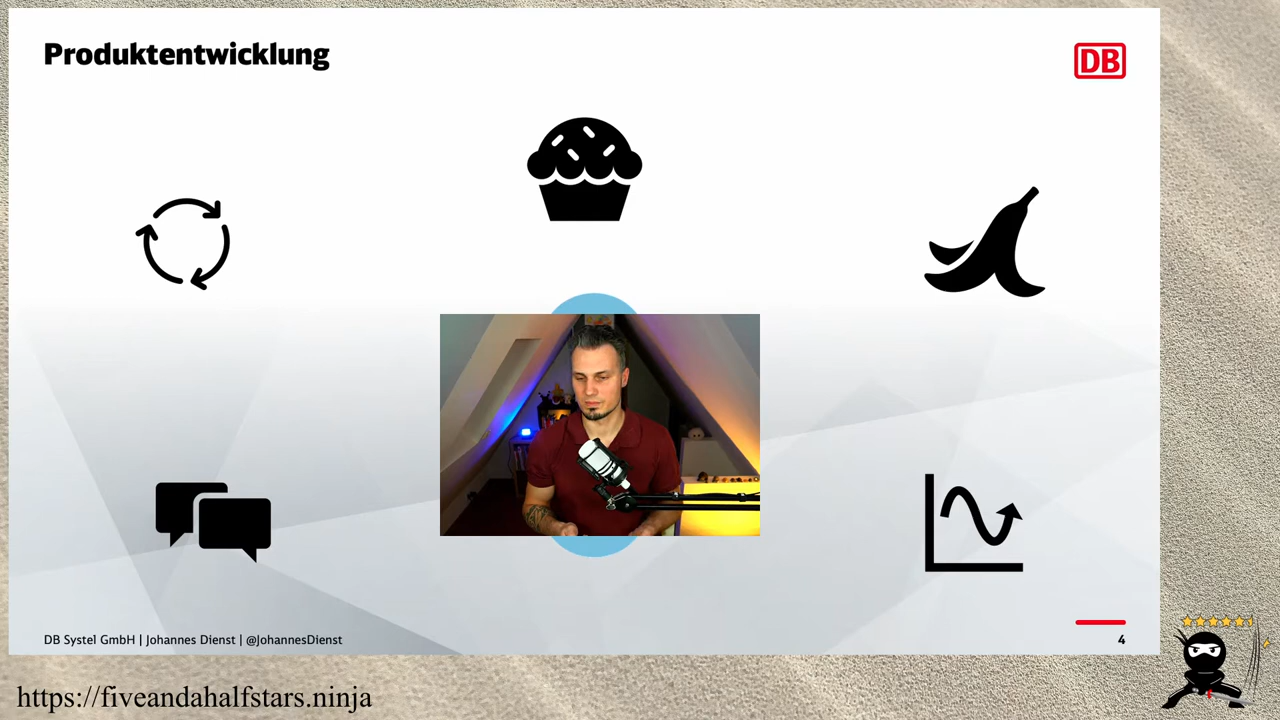 Produktentwicklung
DB
DB Systel GmbH | Johannes Dienst | @JohannesDienst
4
https://fiveandahalfstars.ninja